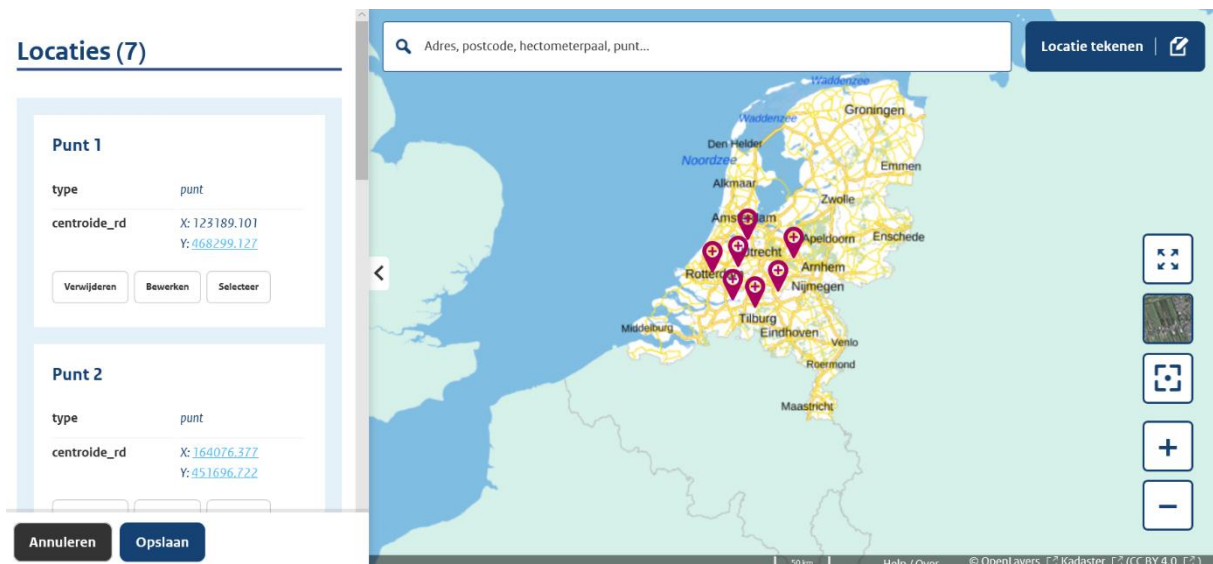 Locaties (7)
Punt 1
type punt
centroide_rd X: 123189.101
Y: 468299.127
Verwijderen Bewerken Selecteer
Punt 2
type punt
centroide_rd X: 164076.377
Y: 451696.722
Annuleren Opslaan
Adres, postcode, hectometerpaal, punt...
Locatie tekenen
Waddenzee
Groningen
Waddenzee
Den Helder
Noordzee
Emmen
Alkmaar
Zwolle
Apeldoorn Enschede
Arnhem
Nijmegen
Tilburg
Middelburg
Eindhoven
Venlo
Roermond
Maastricht
50 km Help / Over © OpenLayers Kadaster (CC BY 4.0 )